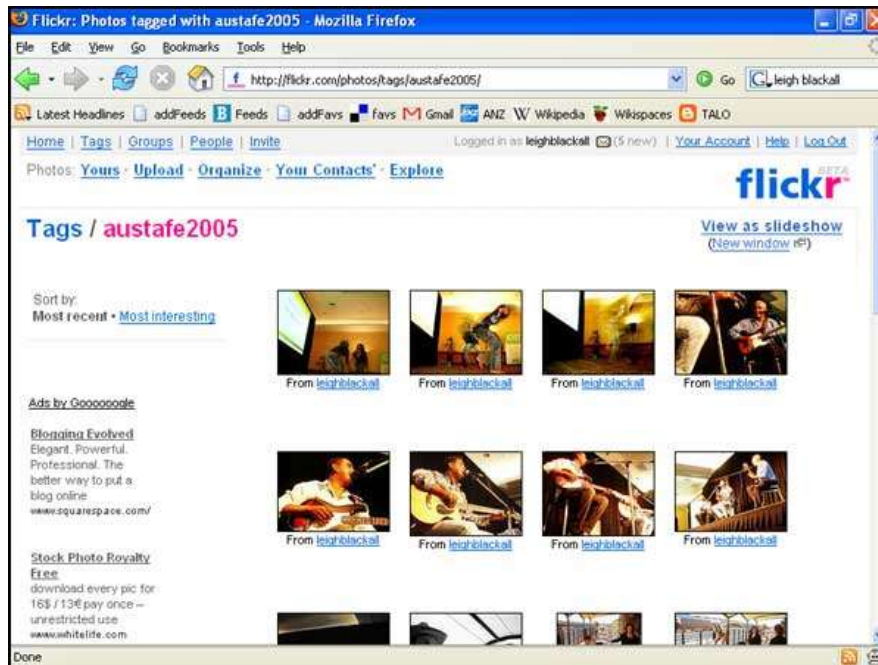 Flickr: Photos tagged with austafe2005 - Mozilla Firefox
File Edit View Go Bookmarks Tools Help
http://flickr.com/photos/tags/austafe2005/ Go G leigh blackall
Latest Headlines addFeeds B Feeds addFavs favs Gmail ANZ W Wikipedia Wikispaces TALO
Home | Tags | Groups | People | Invite
Logged in as leighblackall (5 new) | Your Account | Help | Log Out
Photos: Yours · Upload · Organize · Your Contacts' · Explore
flickr BETA
Tags / austafe2005
View as slideshow
(New window)
Sort by:
Most recent • Most interesting
From leighblackall From leighblackall From leighblackall From leighblackall
Ads by Goooooogle
Blogging Evolved
Elegant. Powerful.
Professional. The
better way to put a
blog online
www.squarespace.com/
From leighblackall From leighblackall From leighblackall From leighblackall
Stock Photo Royalty
Free
download every pic for
16$ / 13€ pay once –
unrestricted use
www.whitelife.com
Done